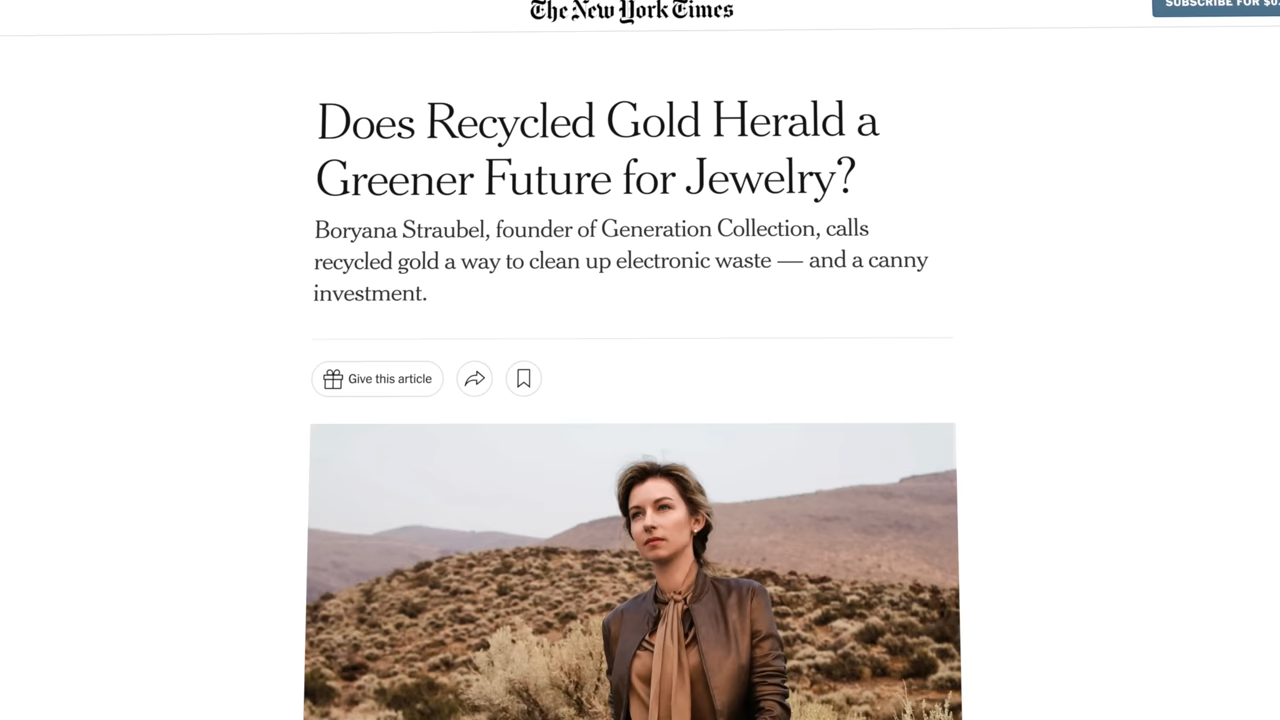 The New York Times
SUBSCRIBE FOR $0.
Does Recycled Gold Herald a
Greener Future for Jewelry?
Boryana Straubel, founder of Generation Collection, calls
recycled gold a way to clean up electronic waste — and a canny
investment.
Give this article